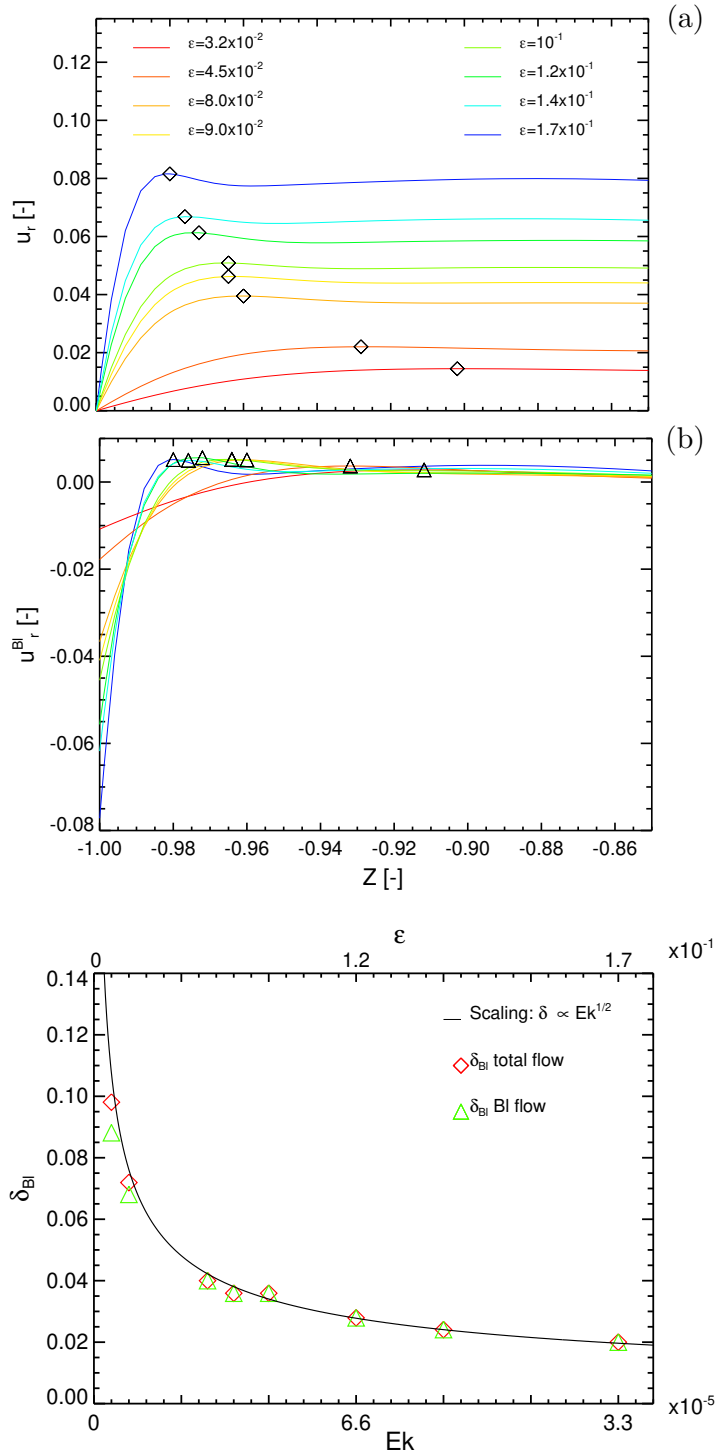 (a)
0.12
0.10
0.08
0.06
0.04
0.02
0.00
u_r [-]
ε=3.2x10⁻²
ε=4.5x10⁻²
ε=8.0x10⁻²
ε=9.0x10⁻²
ε=10⁻¹
ε=1.2x10⁻¹
ε=1.4x10⁻¹
ε=1.7x10⁻¹
(b)
0.00
-0.02
-0.04
-0.06
-0.08
u^Bl_r [-]
-1.00 -0.98 -0.96 -0.94 -0.92 -0.90 -0.88 -0.86
Z [-]
ε
0 1.2 1.7 x10⁻¹
0.14
0.12
0.10
0.08
0.06
0.04
0.02
0.00
δ_Bl
Scaling: δ ∝ Ek^1/2
δ_Bl total flow
δ_Bl Bl flow
0 6.6 3.3 x10⁻⁵
Ek